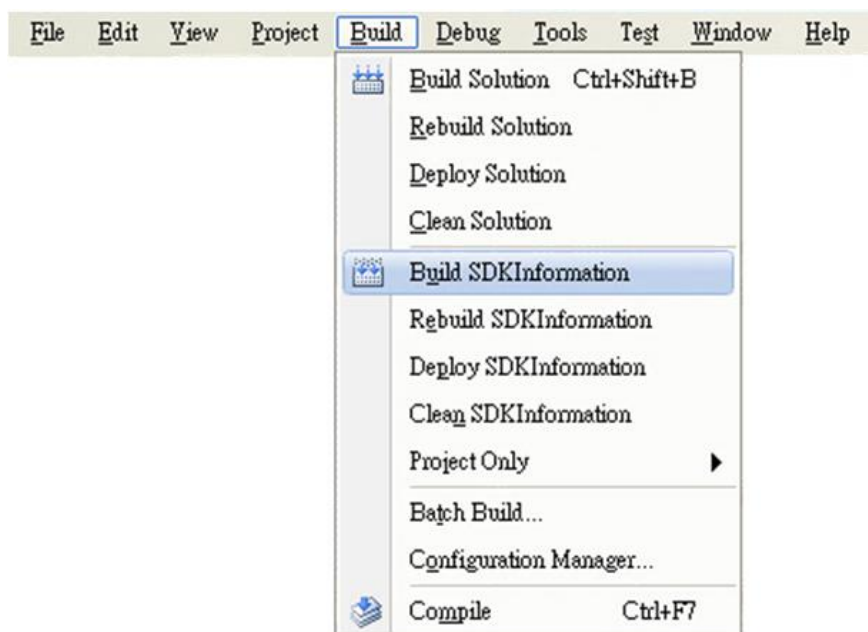 File Edit View Project Build Debug Tools Test Window Help
Build Solution Ctrl+Shift+B
Rebuild Solution
Deploy Solution
Clean Solution
Build SDKInformation
Rebuild SDKInformation
Deploy SDKInformation
Clean SDKInformation
Project Only
Batch Build...
Configuration Manager...
Compile Ctrl+F7